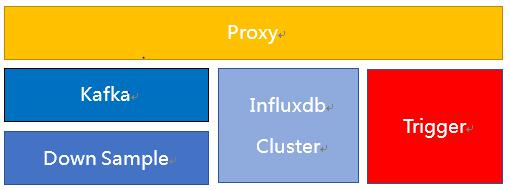 Proxy
Kafka
Influxdb
Cluster
Trigger
Down Sample